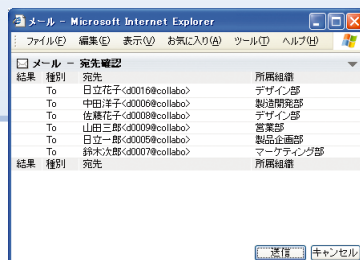 メール - Microsoft Internet Explorer
ファイル(F) 編集(E) 表示(V) お気に入り(A) ツール(T) ヘルプ(H)
メール - 宛先確認
結果 種別 宛先 所属組織
To 日立花子<d0016@collabo> デザイン部
To 中田洋子<d0006@collabo> 製造開発部
To 佐藤花子<d0008@collabo> デザイン部
To 山田三郎<d0009@collabo> 営業部
To 日立一郎<d0005@collabo> 製品企画部
To 鈴木次郎<d0007@collabo> マーケティング部
結果 種別 宛先 所属組織
送信 キャンセル